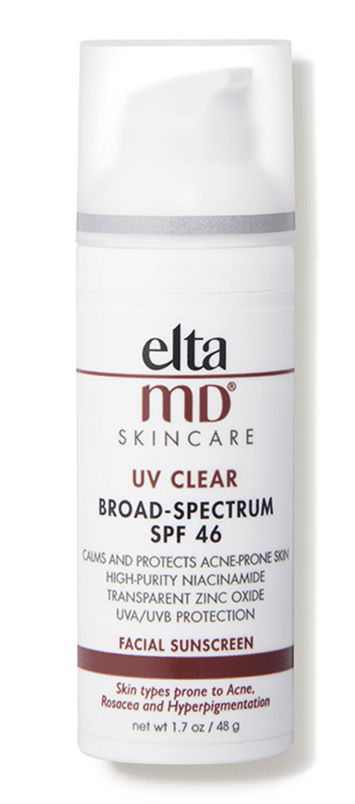 elta
MD®
SKINCARE
UV CLEAR
BROAD-SPECTRUM
SPF 46
CALMS AND PROTECTS ACNE-PRONE SKIN
HIGH-PURITY NIACINAMIDE
TRANSPARENT ZINC OXIDE
UVA/UVB PROTECTION
FACIAL SUNSCREEN
Skin types prone to Acne,
Rosacea and Hyperpigmentation
net wt 1.7 oz / 48 g